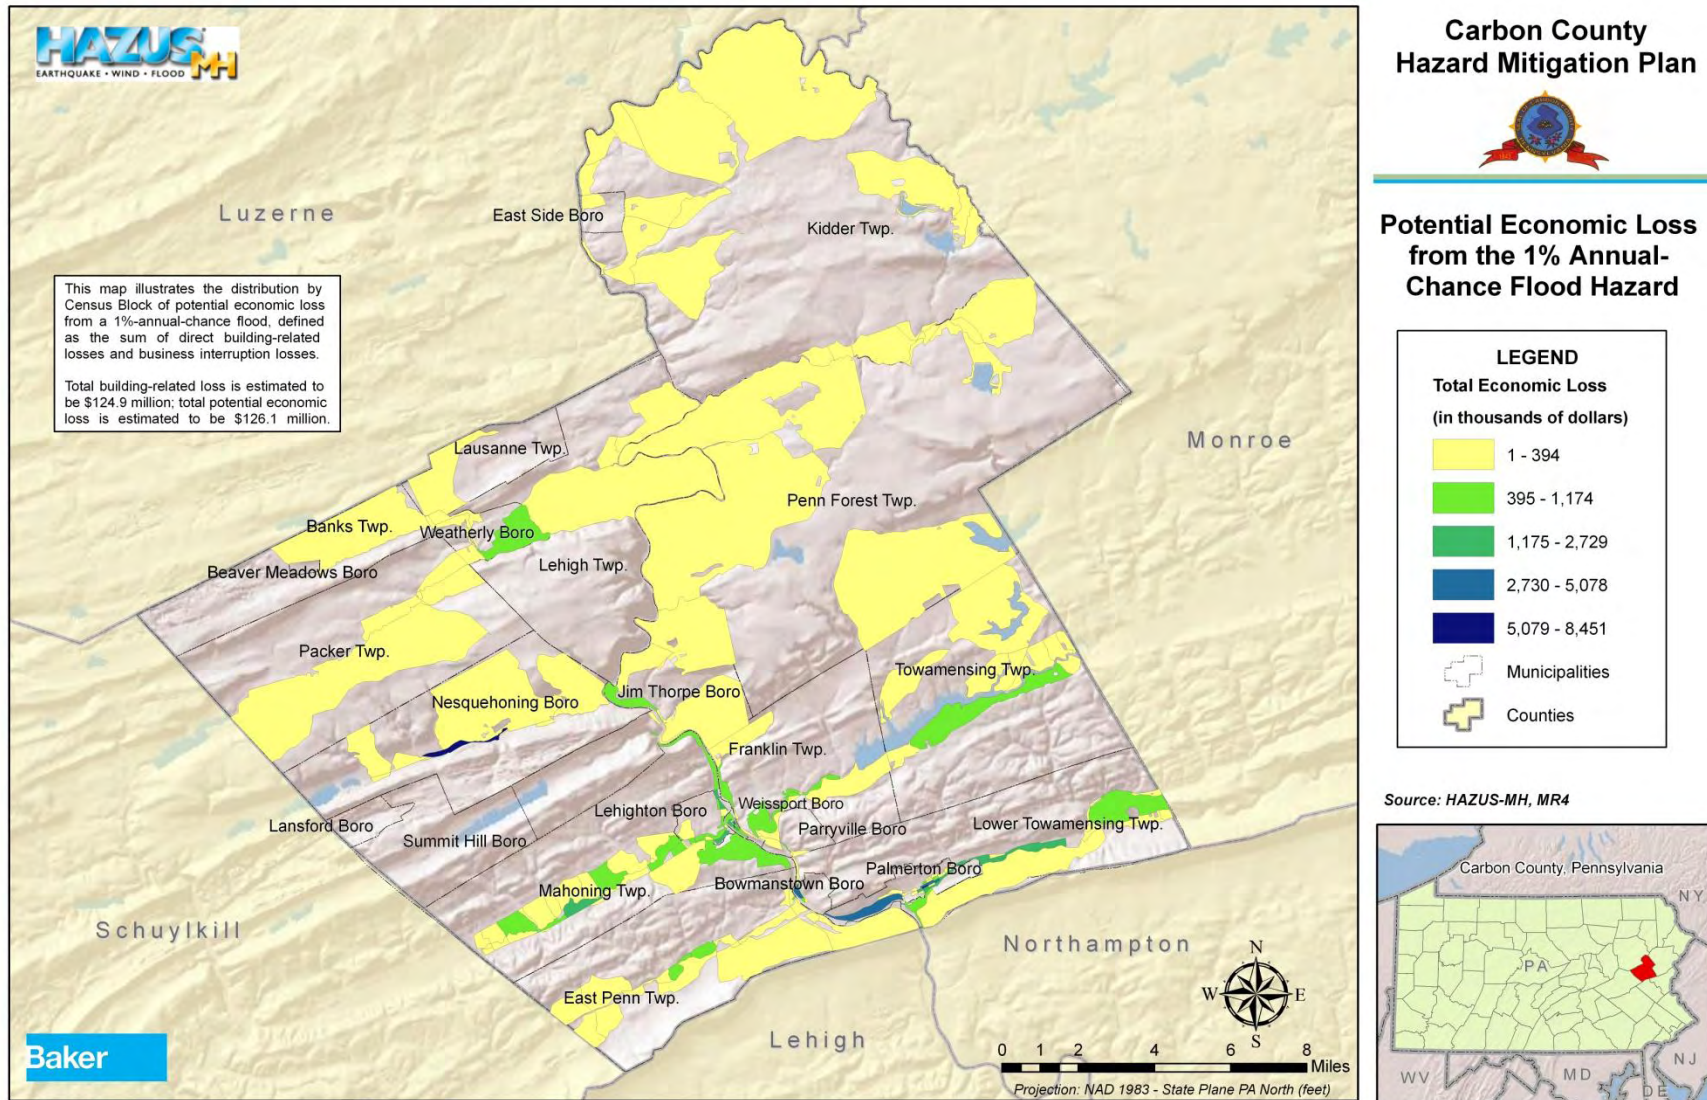 HAZUS MH
EARTHQUAKE • WIND • FLOOD
Luzerne
East Side Boro
Kidder Twp.
This map illustrates the distribution by
Census Block of potential economic loss
from a 1%-annual-chance flood, defined
as the sum of direct building-related
losses and business interruption losses.
Total building-related loss is estimated to
be $124.9 million; total potential economic
loss is estimated to be $126.1 million.
Lausanne Twp.
Monroe
Penn Forest Twp.
Banks Twp.
Weatherly Boro
Beaver Meadows Boro
Lehigh Twp.
Packer Twp.
Towamensing Twp.
Nesquehoning Boro
Jim Thorpe Boro
Franklin Twp.
Lehighton Boro
Weissport Boro
Lansford Boro
Summit Hill Boro
Parryville Boro
Lower Towamensing Twp.
Palmerton Boro
Mahoning Twp.
Bowmanstown Boro
Schuylkill
Northampton
East Penn Twp.
Lehigh
N
W
E
S
0 1 2 4 6 8
Miles
Projection: NAD 1983 - State Plane PA North (feet)
Baker
Carbon County
Hazard Mitigation Plan
Potential Economic Loss
from the 1% Annual-
Chance Flood Hazard
LEGEND
Total Economic Loss
(in thousands of dollars)
1 - 394
395 - 1,174
1,175 - 2,729
2,730 - 5,078
5,079 - 8,451
Municipalities
Counties
Source: HAZUS-MH, MR4
Carbon County, Pennsylvania
NY
PA
NJ
WV
MD
DE